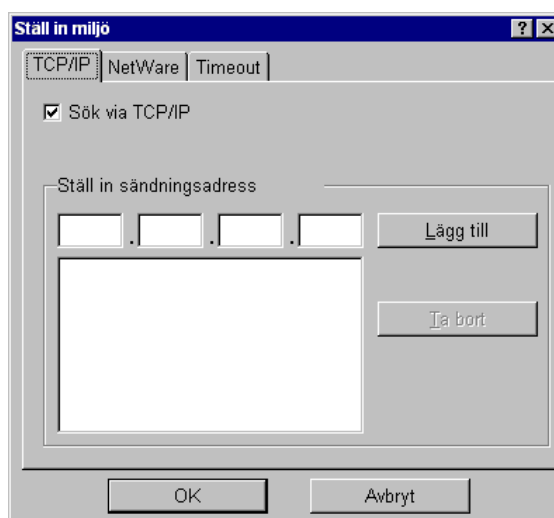 Ställ in miljö
TCP/IP NetWare Timeout
Sök via TCP/IP
Ställ in sändningsadress
. . . Lägg till
Ta bort
OK Avbryt